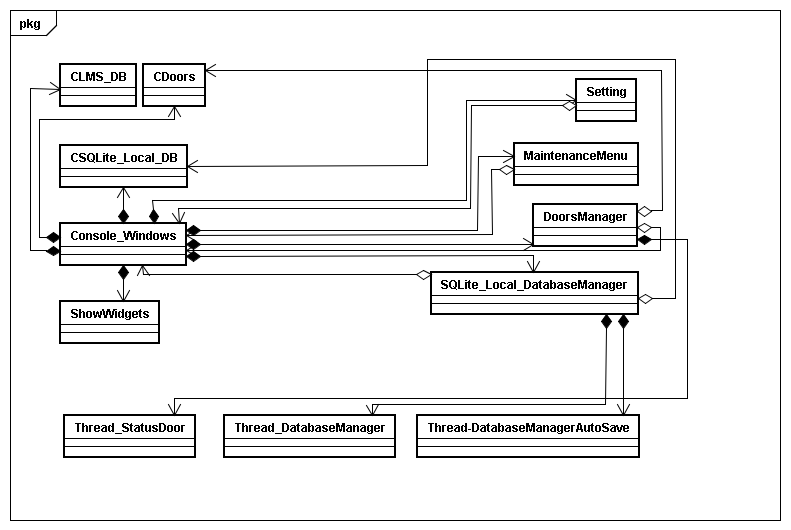 pkg
CLMS_DB
CDoors
Setting
CSQLite_Local_DB
MaintenanceMenu
DoorsManager
Console_Windows
SQLite_Local_DatabaseManager
ShowWidgets
Thread_StatusDoor
Thread_DatabaseManager
Thread-DatabaseManagerAutoSave